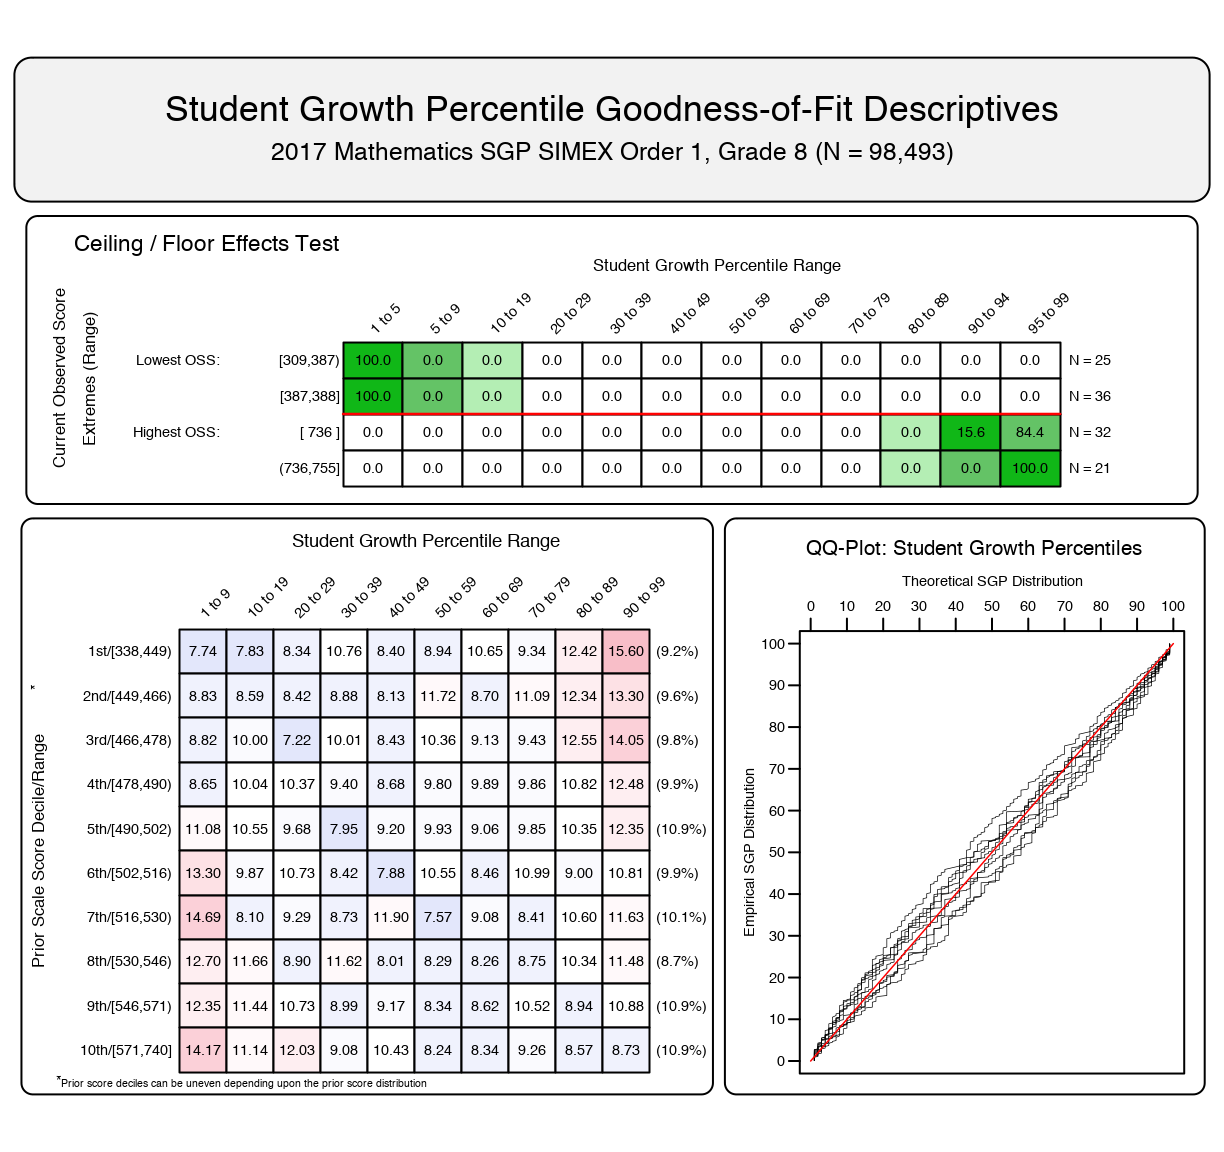 Student Growth Percentile Goodness-of-Fit Descriptives
2017 Mathematics SGP SIMEX Order 1, Grade 8 (N = 98,493)
Ceiling / Floor Effects Test
Student Growth Percentile Range
1 to 5 5 to 9 10 to 19 20 to 29 30 to 39 40 to 49 50 to 59 60 to 69 70 to 79 80 to 89 90 to 94 95 to 99
Current Observed Score
Extremes (Range)
Lowest OSS: [309,387) 100.0 0.0 0.0 0.0 0.0 0.0 0.0 0.0 0.0 0.0 0.0 0.0 N = 25
[387,388] 100.0 0.0 0.0 0.0 0.0 0.0 0.0 0.0 0.0 0.0 0.0 0.0 N = 36
Highest OSS: [ 736 ] 0.0 0.0 0.0 0.0 0.0 0.0 0.0 0.0 0.0 0.0 15.6 84.4 N = 32
(736,755] 0.0 0.0 0.0 0.0 0.0 0.0 0.0 0.0 0.0 0.0 0.0 100.0 N = 21
Student Growth Percentile Range
1 to 9 10 to 19 20 to 29 30 to 39 40 to 49 50 to 59 60 to 69 70 to 79 80 to 89 90 to 99
Prior Scale Score Decile/Range *
1st/[338,449) 7.74 7.83 8.34 10.76 8.40 8.94 10.65 9.34 12.42 15.60 (9.2%)
2nd/[449,466) 8.83 8.59 8.42 8.88 8.13 11.72 8.70 11.09 12.34 13.30 (9.6%)
3rd/[466,478) 8.82 10.00 7.22 10.01 8.43 10.36 9.13 9.43 12.55 14.05 (9.8%)
4th/[478,490) 8.65 10.04 10.37 9.40 8.68 9.80 9.89 9.86 10.82 12.48 (9.9%)
5th/[490,502) 11.08 10.55 9.68 7.95 9.20 9.93 9.06 9.85 10.35 12.35 (10.9%)
6th/[502,516) 13.30 9.87 10.73 8.42 7.88 10.55 8.46 10.99 9.00 10.81 (9.9%)
7th/[516,530) 14.69 8.10 9.29 8.73 11.90 7.57 9.08 8.41 10.60 11.63 (10.1%)
8th/[530,546) 12.70 11.66 8.90 11.62 8.01 8.29 8.26 8.75 10.34 11.48 (8.7%)
9th/[546,571) 12.35 11.44 10.73 8.99 9.17 8.34 8.62 10.52 8.94 10.88 (10.9%)
10th/[571,740] 14.17 11.14 12.03 9.08 10.43 8.24 8.34 9.26 8.57 8.73 (10.9%)
*Prior score deciles can be uneven depending upon the prior score distribution
QQ-Plot: Student Growth Percentiles
Theoretical SGP Distribution
0 10 20 30 40 50 60 70 80 90 100
Empirical SGP Distribution
100
90
80
70
60
50
40
30
20
10
0